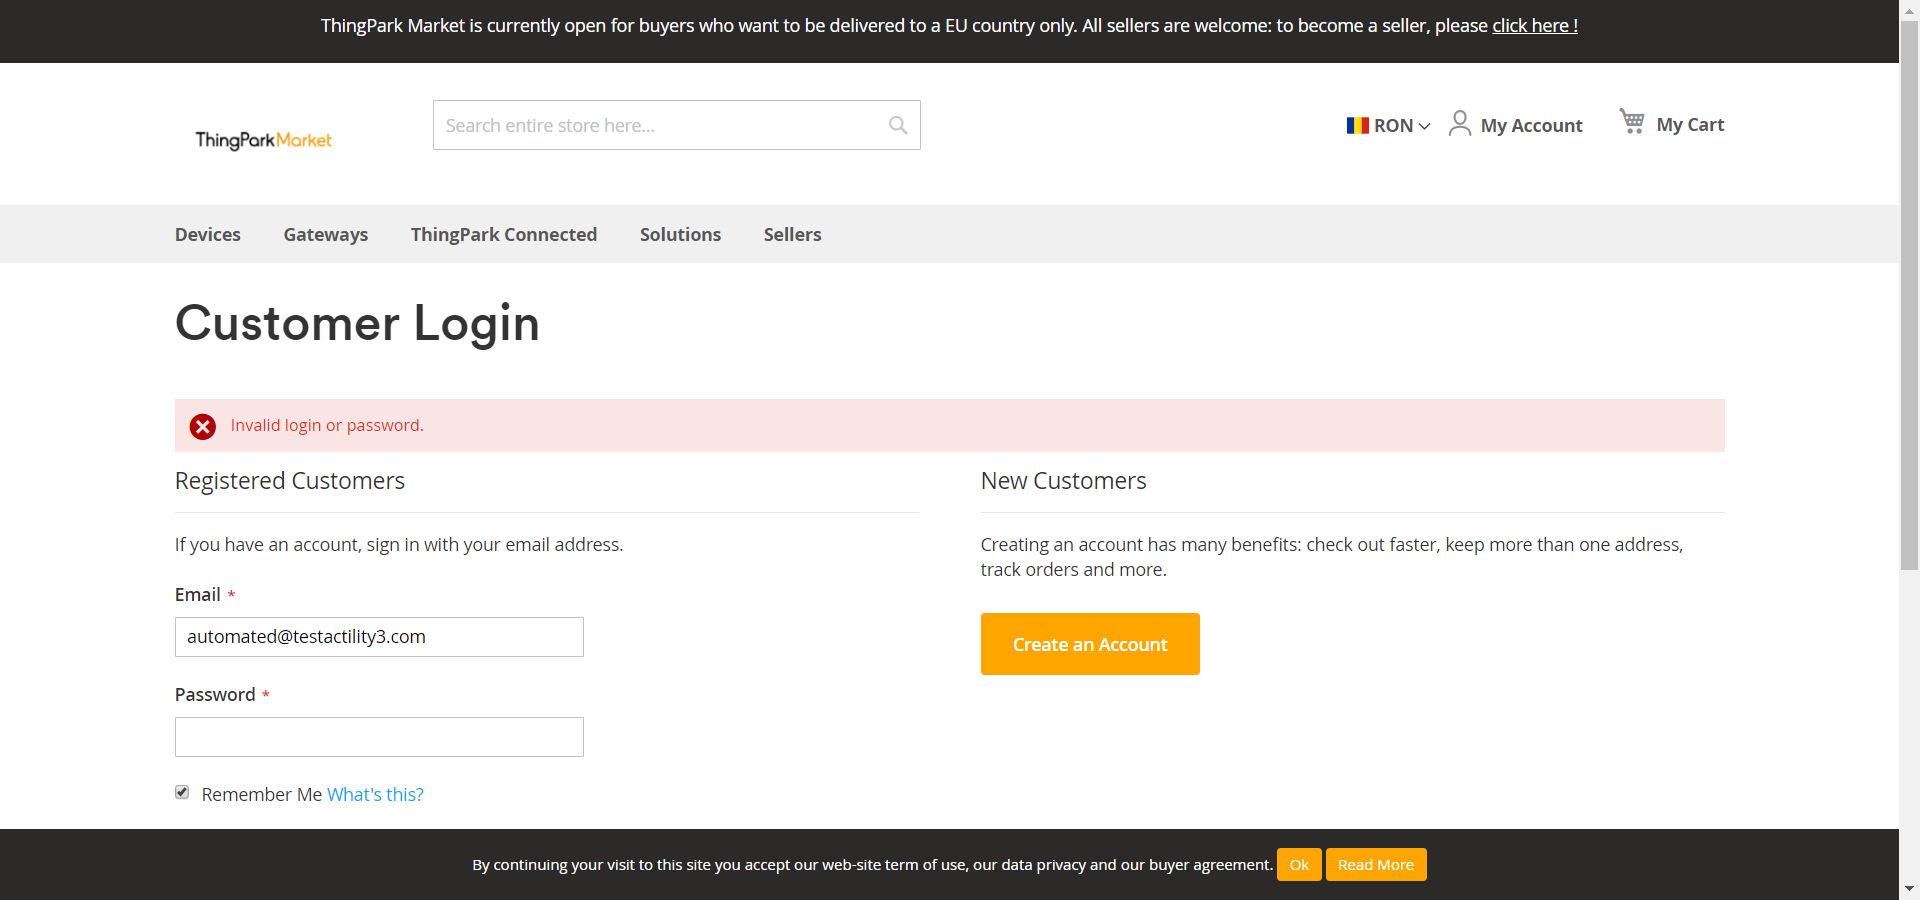 ThingPark Market is currently open for buyers who want to be delivered to a EU country only. All sellers are welcome: to become a seller, please click here !
ThingParkMarket
Search entire store here...
RON
My Account
My Cart
Devices
Gateways
ThingPark Connected
Solutions
Sellers
Customer Login
Invalid login or password.
Registered Customers
If you have an account, sign in with your email address.
Email *
automated@testactility3.com
Password *
Remember Me What's this?
New Customers
Creating an account has many benefits: check out faster, keep more than one address,
track orders and more.
Create an Account
By continuing your visit to this site you accept our web-site term of use, our data privacy and our buyer agreement. Ok Read More